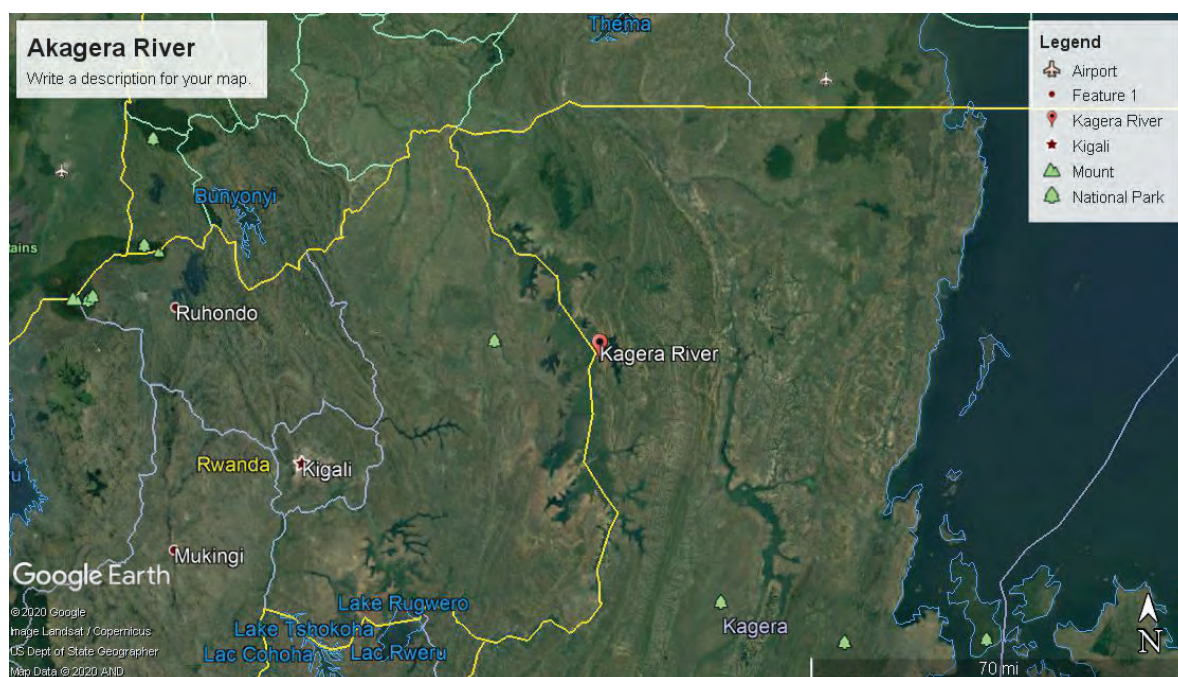 Akagera River
Write a description for your map.
Legend
Airport
Feature 1
Kagera River
Kigali
Mount
National Park
Thema
Bunyonyi
ains
Ruhondo
Kagera River
Rwanda
Kigali
u
Mukingi
Google Earth
Lake Rugwero
Lake Tshokoha
Lac Cohoha
Lac Rweru
Kagera
© 2020 Google
Image Landsat / Copernicus
US Dept of State Geographer
Map Data © 2020 AND
N
70 mi